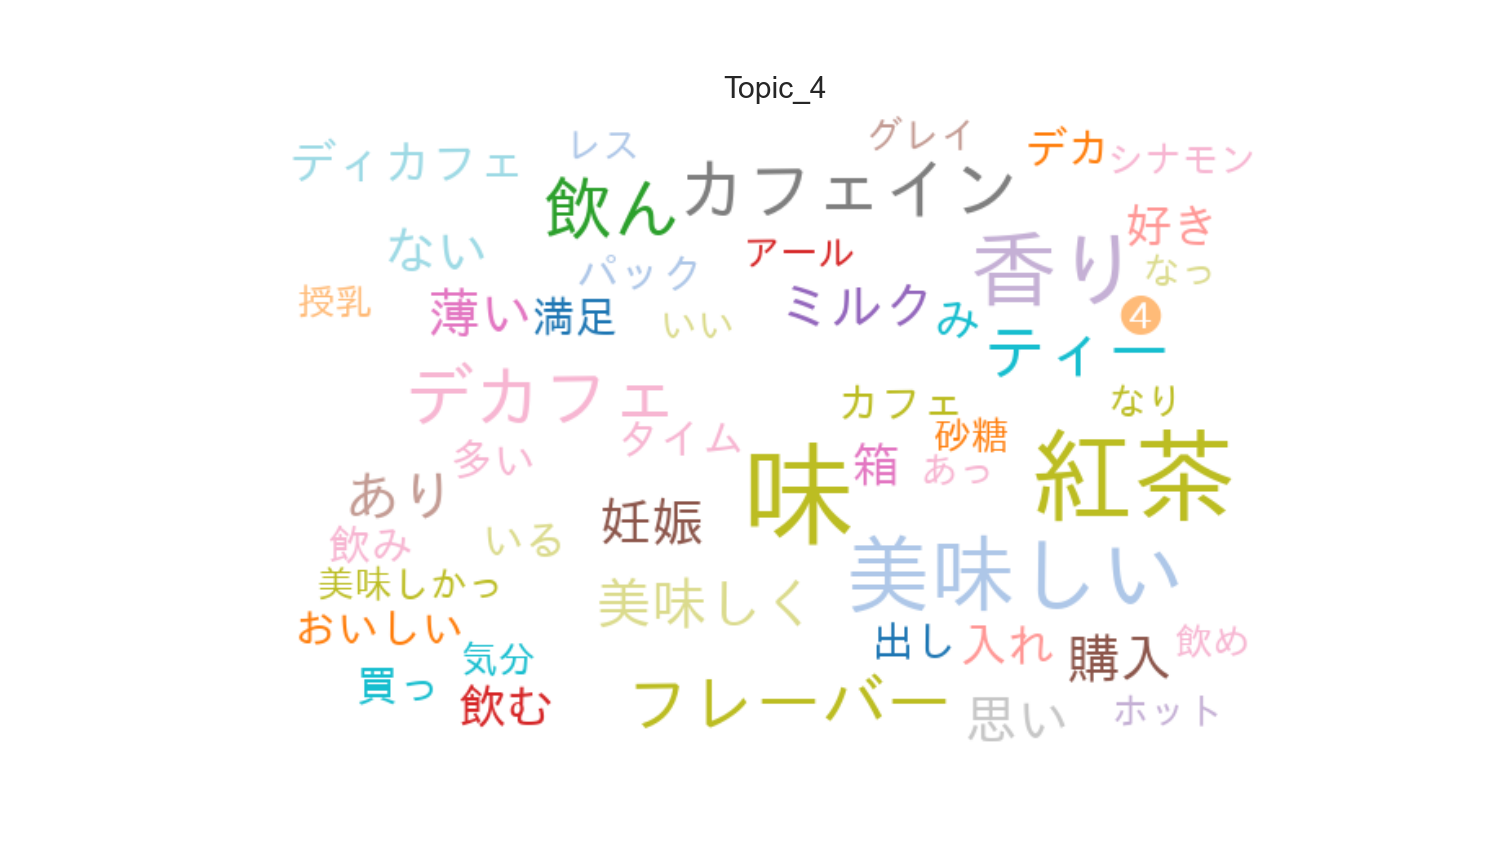 Topic_4
ディカフェ
レス
グレイ
デカ
シナモン
飲ん
カフェイン
好き
ない
パック
アール
香り
なっ
授乳
薄い
満足
いい
ミルク
み
❹
ティー
デカフェ
カフェ
なり
多い
タイム
味
箱
砂糖
あっ
紅茶
あり
妊娠
飲み
いる
美味しかっ
美味しく
美味しい
おいしい
気分
出し
入れ
購入
飲め
買っ
飲む
フレーバー
思い
ホット